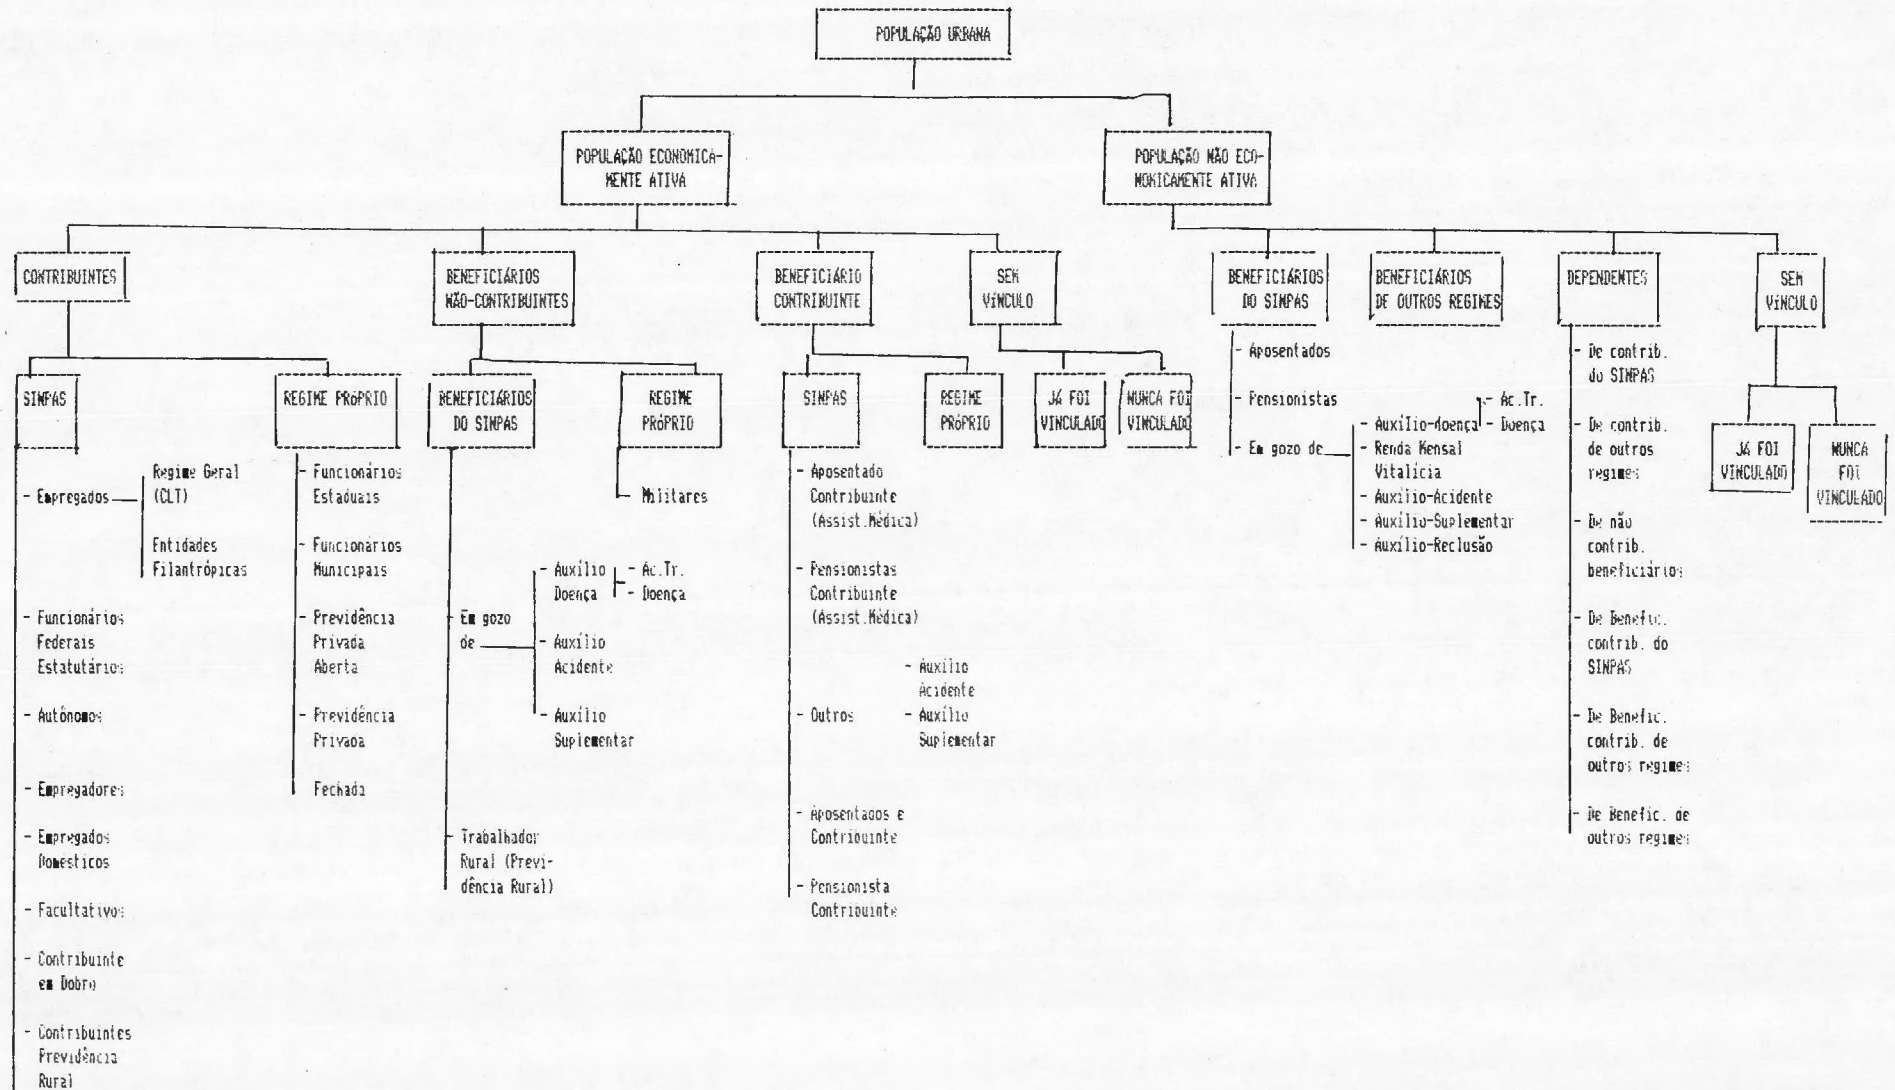 POPULAÇÃO URBANA
POPULAÇÃO ECONOMICA-
MENTE ATIVA
POPULAÇÃO NÃO ECO-
NOMICAMENTE ATIVA
CONTRIBUINTES
BENEFICIÁRIOS
NÃO-CONTRIBUINTES
BENEFICIÁRIO
CONTRIBUINTE
SEM
VÍNCULO
BENEFICIÁRIOS
DO SINPAS
BENEFICIÁRIOS
DE OUTROS REGIMES
DEPENDENTES
SEM
VÍNCULO
SINPAS
REGIME PRÓPRIO
BENEFICIÁRIOS
DO SINPAS
REGIME
PRÓPRIO
SINPAS
REGIME
PRÓPRIO
JÁ FOI
VINCULADO
NUNCA FOI
VINCULADO
JÁ FOI
VINCULADO
NUNCA
FOI
VINCULADO
- Empregados
Regime Geral
(CLT)
Entidades
Filantrópicas
- Funcionários
Federais
Estatutários
- Autônomos
- Empregadores
- Empregados
Domésticos
- Facultativos
- Contribuinte
em Dobro
- Contribuintes
Previdência
Rural
- Funcionários
Estaduais
- Funcionários
Municipais
- Previdência
Privada
Aberta
- Previdência
Privada
Fechada
- Em gozo
de
- Auxílio
Doença
- Ac.Tr.
- Doença
- Auxílio
Acidente
- Auxílio
Suplementar
- Trabalhador
Rural (Previ-
dência Rural)
- Militares
- Aposentado
Contribuinte
(Assist.Médica)
- Pensionistas
Contribuinte
(Assist.Médica)
- Outros
- Auxílio
Acidente
- Auxílio
Suplementar
- Aposentados e
Contribuinte
- Pensionista
Contribuinte
- Aposentados
- Pensionistas
- Em gozo de
- Auxílio-doença
- Ac.Tr.
- Doença
- Renda Mensal
Vitalícia
- Auxílio-Acidente
- Auxílio-Suplementar
- Auxílio-Reclusão
- De contrib.
do SINPAS
- De contrib.
de outros
regimes
- De não
contrib.
beneficiários
- De Benefic.
contrib. do
SINPAS
- De Benefic.
contrib. de
outros regimes
- De Benefic. de
outros regimes